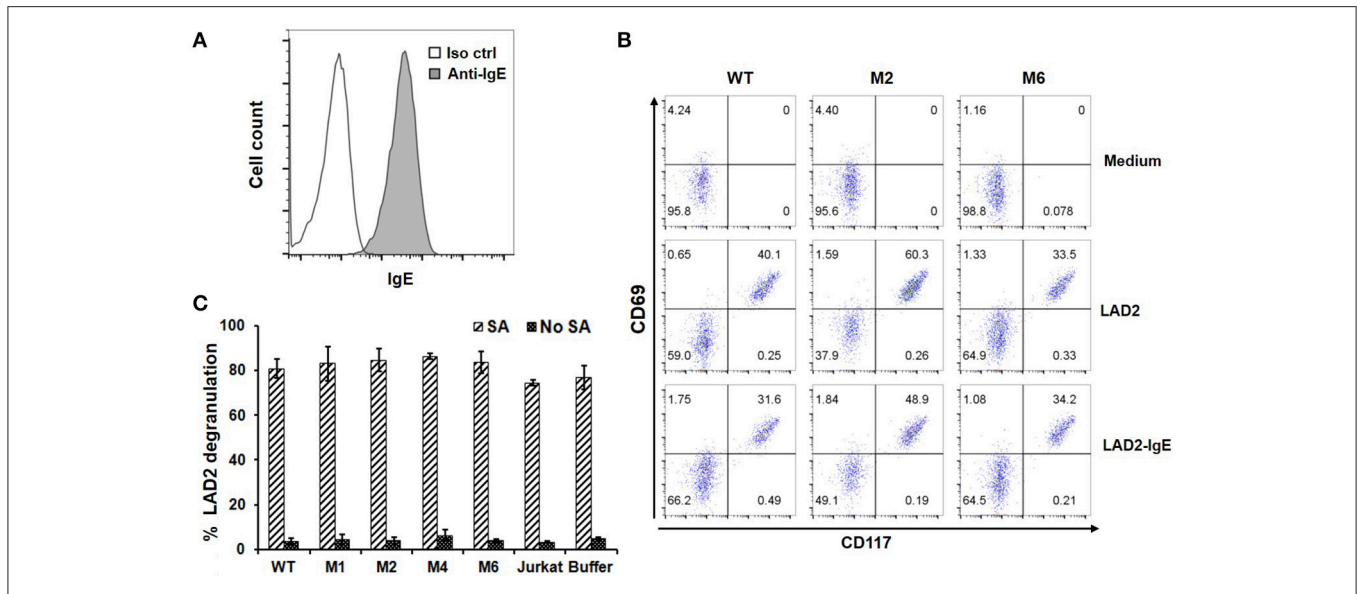 A
Iso ctrl
Anti-IgE
Cell count
IgE
B
WT M2 M6
4.24 0 4.40 0 1.16 0
Medium
95.8 0 95.6 0 98.8 0.078
0.65 40.1 1.59 60.3 1.33 33.5
LAD2
59.0 0.25 37.9 0.26 64.9 0.33
1.75 31.6 1.84 48.9 1.08 34.2
LAD2-IgE
66.2 0.49 49.1 0.19 64.5 0.21
CD69
CD117
C
SA No SA
% LAD2 degranulation
100
80
60
40
20
0
WT M1 M2 M4 M6 Jurkat Buffer